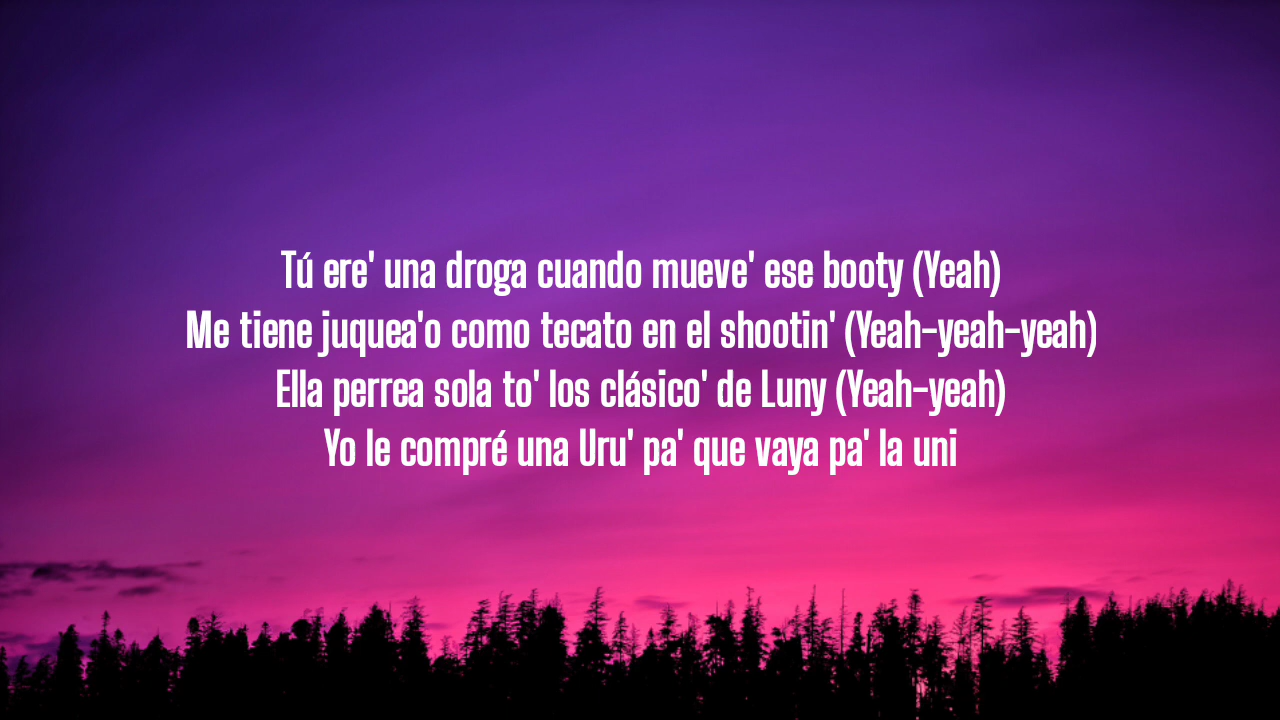 Tú ere' una droga cuando mueve' ese booty (Yeah)
Me tiene juquea'o como tecato en el shootin' (Yeah-yeah-yeah)
Ella perrea sola to' los clásico' de Luny (Yeah-yeah)
Yo le compré una Uru' pa' que vaya pa' la uni